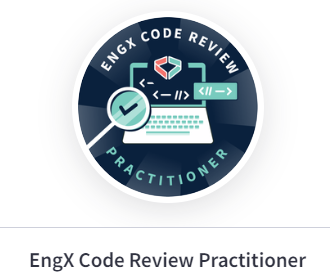 ENGX CODE REVIEW
<-
<-//>
<//->
PRACTITIONER
EngX Code Review Practitioner